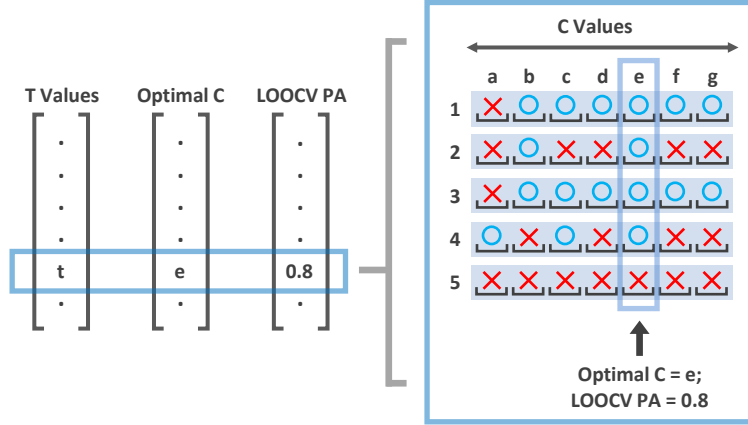 C Values
a b c d e f g
1
2
3
4
5
T Values Optimal C LOOCV PA
t e 0.8
Optimal C = e;
LOOCV PA = 0.8